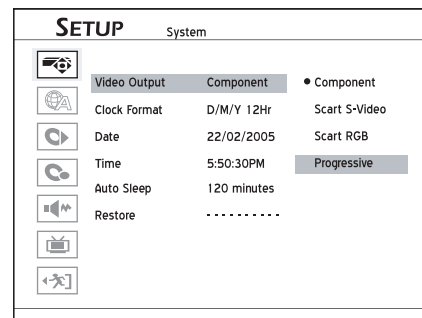 SETUP System
Video Output Component • Component
Clock Format D/M/Y 12Hr Scart S-Video
Date 22/02/2005 Scart RGB
Time 5:50:30PM Progressive
Auto Sleep 120 minutes
Restore - - - - - - - - - -
A